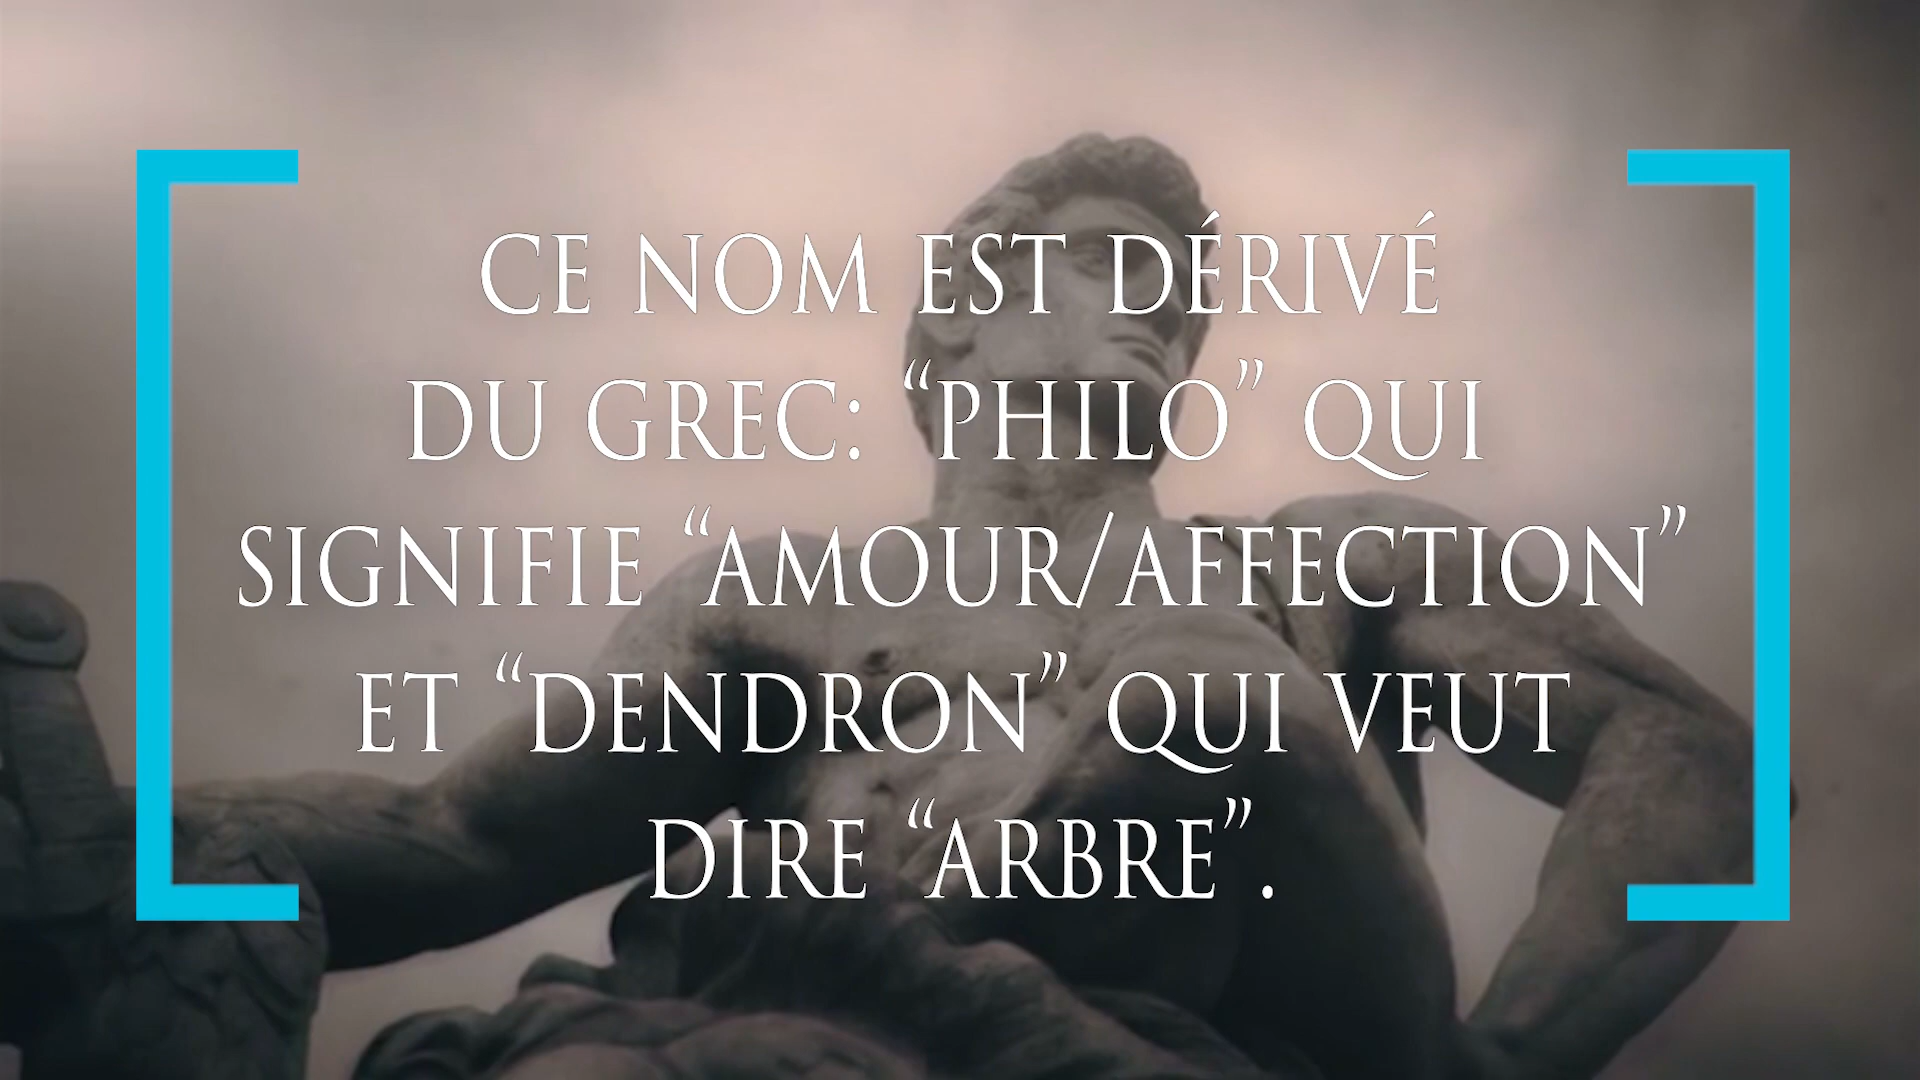 CE NOM EST DÉRIVÉ
DU GREC: “PHILO” QUI
SIGNIFIE “AMOUR/AFFECTION”
ET “DENDRON” QUI VEUT
DIRE “ARBRE”.